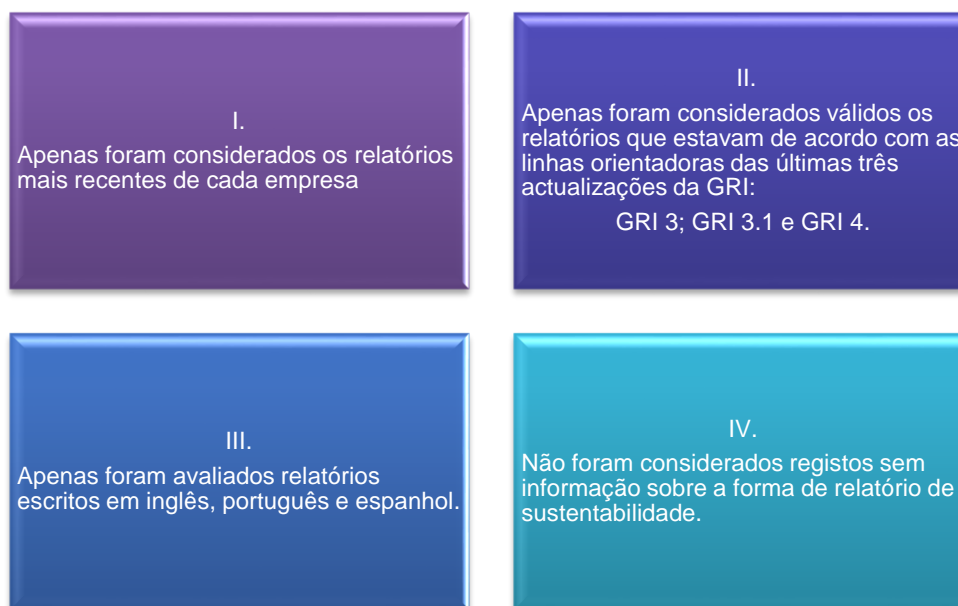 I.
Apenas foram considerados os relatórios
mais recentes de cada empresa
II.
Apenas foram considerados válidos os
relatórios que estavam de acordo com as
linhas orientadoras das últimas três
actualizações da GRI:
GRI 3; GRI 3.1 e GRI 4.
III.
Apenas foram avaliados relatórios
escritos em inglês, português e espanhol.
IV.
Não foram considerados registos sem
informação sobre a forma de relatório de
sustentabilidade.